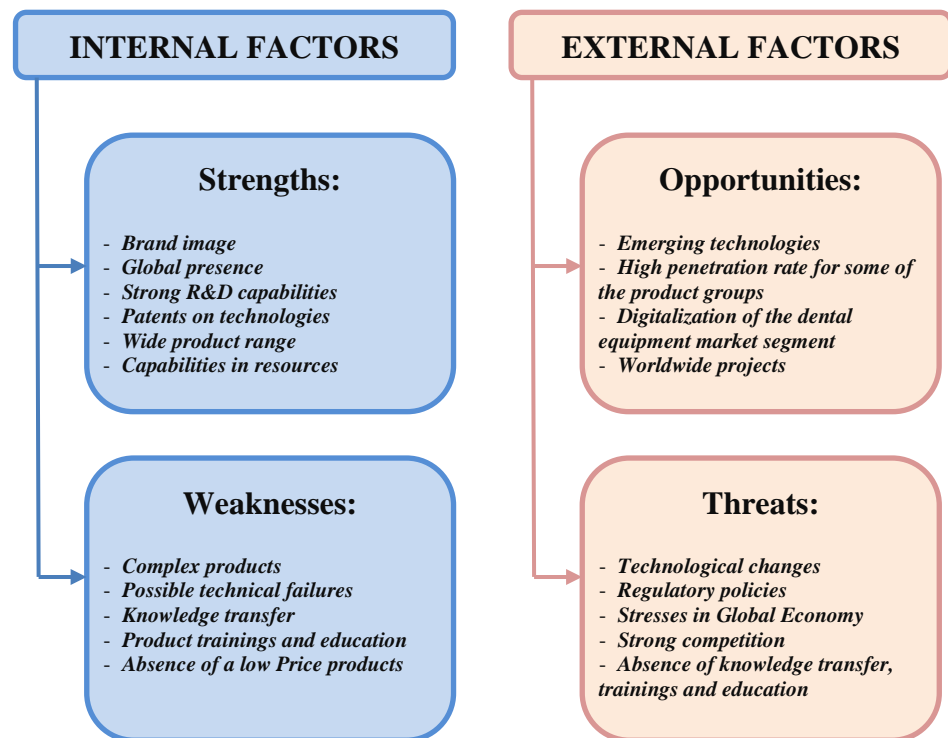 INTERNAL FACTORS
Strengths:
- Brand image
- Global presence
- Strong R&D capabilities
- Patents on technologies
- Wide product range
- Capabilities in resources
Weaknesses:
- Complex products
- Possible technical failures
- Knowledge transfer
- Product trainings and education
- Absence of a low Price products
EXTERNAL FACTORS
Opportunities:
- Emerging technologies
- High penetration rate for some of
the product groups
- Digitalization of the dental
equipment market segment
- Worldwide projects
Threats:
- Technological changes
- Regulatory policies
- Stresses in Global Economy
- Strong competition
- Absence of knowledge transfer,
trainings and education